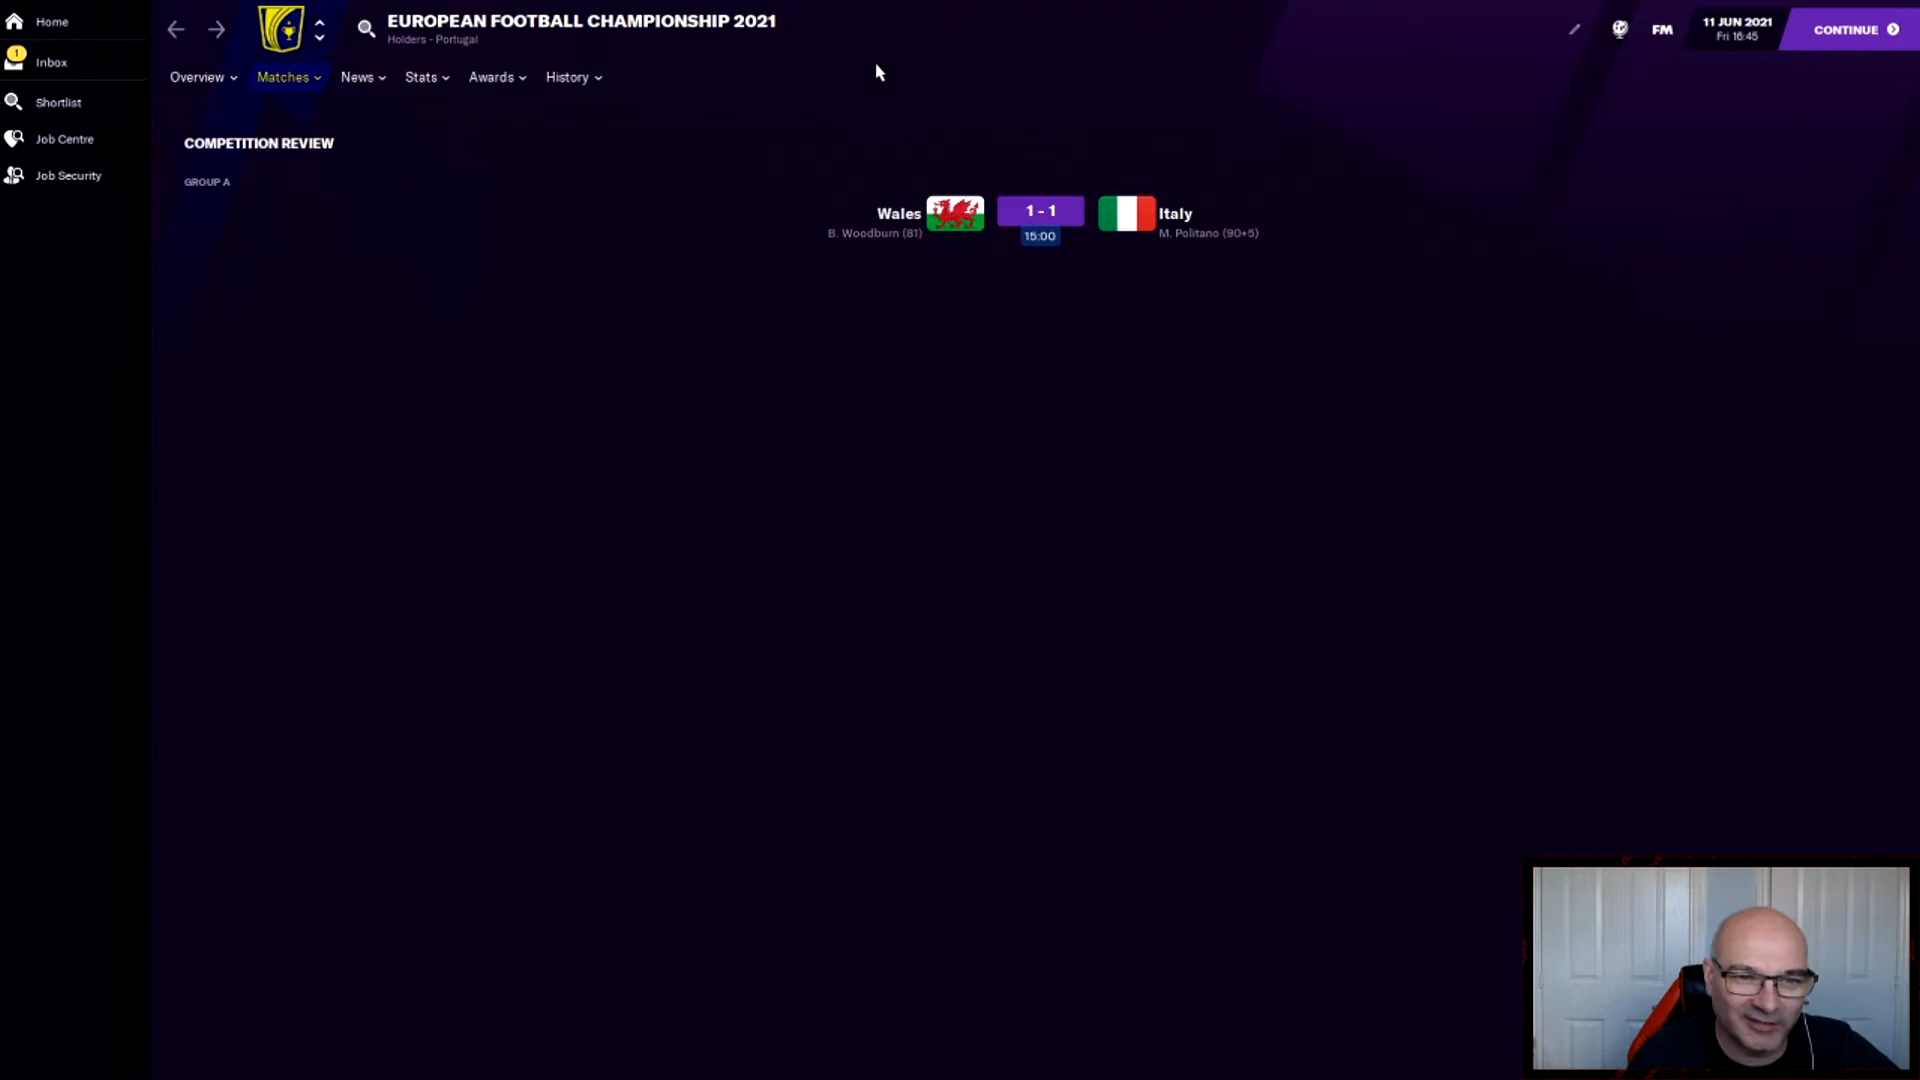 Home
Inbox
1
Shortlist
Job Centre
Job Security
EUROPEAN FOOTBALL CHAMPIONSHIP 2021
Holders - Portugal
FM
11 JUN 2021
Fri 16:45
CONTINUE
Overview
Matches
News
Stats
Awards
History
COMPETITION REVIEW
GROUP A
Wales
1 - 1
Italy
B. Woodburn (81)
15:00
M. Politano (90+5)